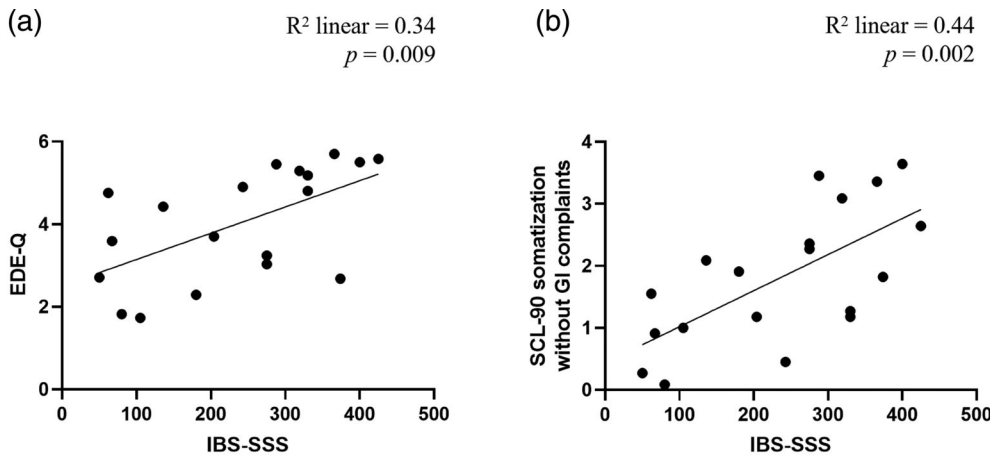 (a)
R² linear = 0.34
p = 0.009
6
4
2
0
EDE-Q
0 100 200 300 400 500
IBS-SSS
(b)
R² linear = 0.44
p = 0.002
4
3
2
1
0
SCL-90 somatization
without GI complaints
0 100 200 300 400 500
IBS-SSS